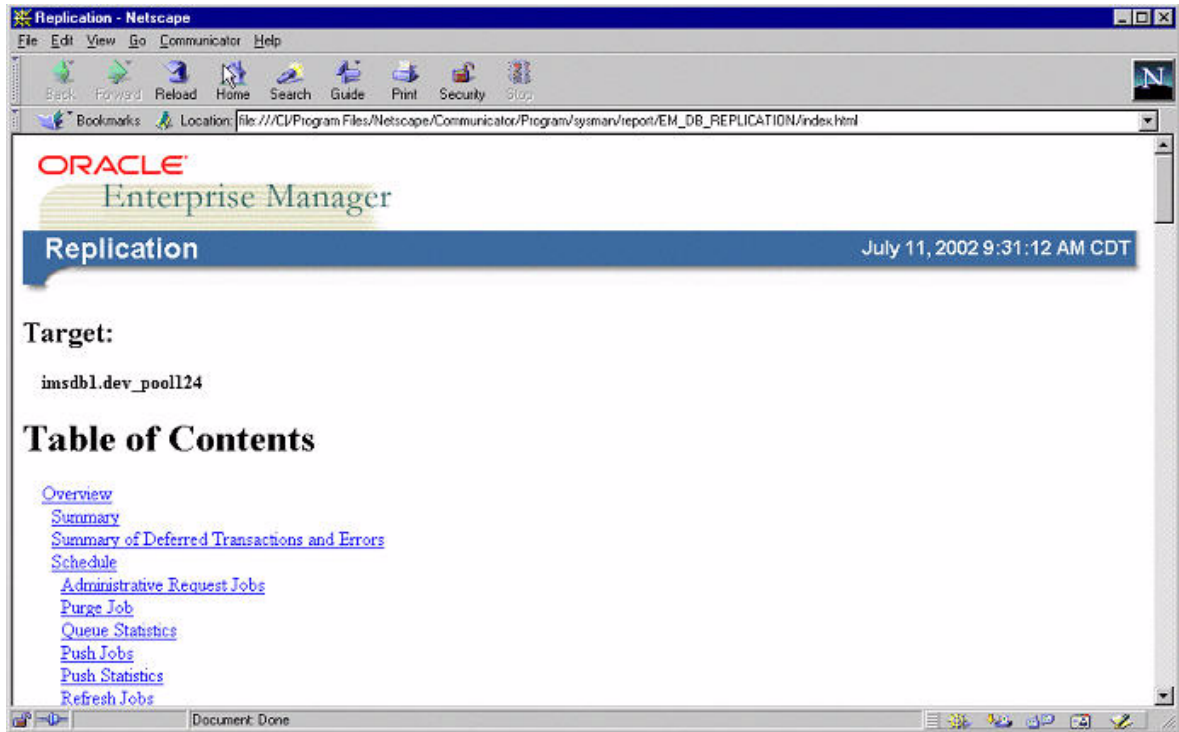 Replication - Netscape
File Edit View Go Communicator Help
Back Forward Reload Home Search Guide Print Security Stop
Bookmarks Location: file:///C|/Program Files/Netscape/Communicator/Program/sysman/report/EM_DB_REPLICATION/index.html
N
ORACLE
Enterprise Manager
Replication July 11, 2002 9:31:12 AM CDT
Target:
imsdb1.dev_pool124
Table of Contents
Overview
Summary
Summary of Deferred Transactions and Errors
Schedule
Administrative Request Jobs
Purge Job
Queue Statistics
Push Jobs
Push Statistics
Refresh Jobs
Document: Done